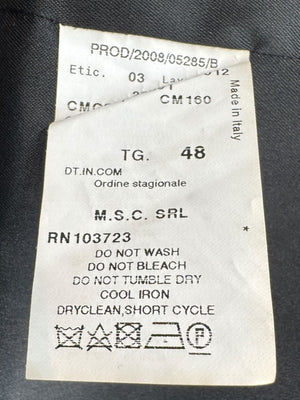 PROD/2008/05285/B
Etic. 03
CM160
Made in Italy
TG. 48
DT.IN.COM
Ordine stagionale
M.S.C. SRL
*
RN103723
DO NOT WASH
DO NOT BLEACH
DO NOT TUMBLE DRY
COOL IRON
DRYCLEAN,SHORT CYCLE
P